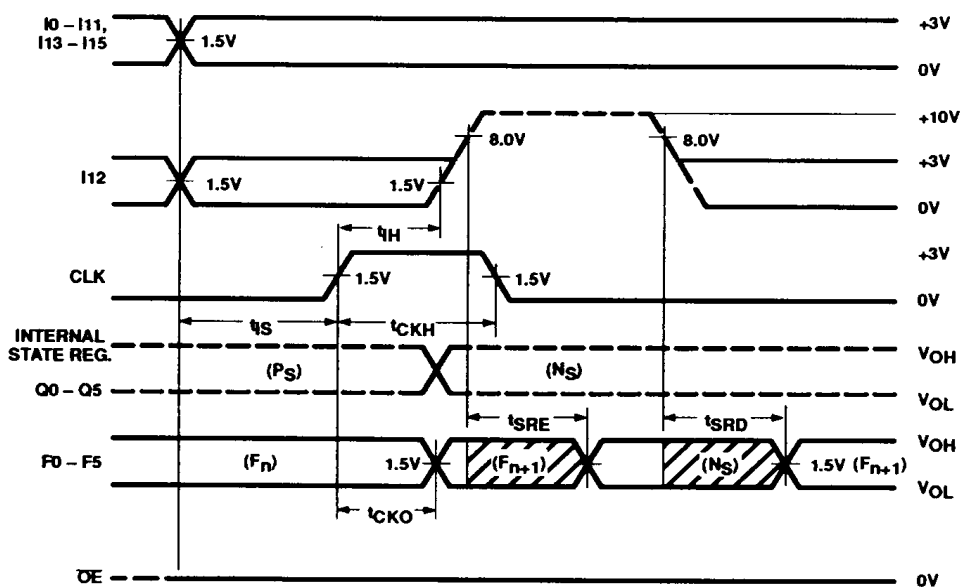 I0 – I11,
I13 – I15
1.5V
+3V
0V
+10V
8.0V
8.0V
+3V
I12
1.5V
1.5V
0V
tIH
+3V
CLK
1.5V
1.5V
0V
tIS
tCKH
INTERNAL
STATE REG.
VOH
(PS)
(NS)
Q0 – Q5
VOL
tSRE
tSRD
VOH
F0 – F5
(Fn)
1.5V
(Fn+1)
(NS)
1.5V (Fn+1)
VOL
tCKO
OE
0V